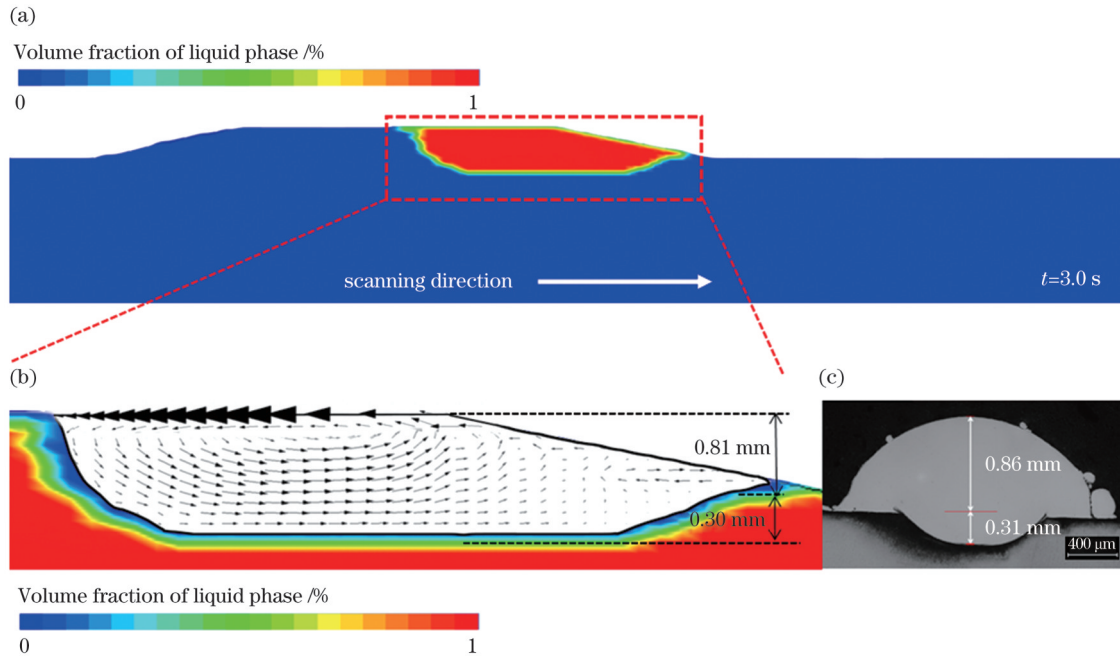 (a)
Volume fraction of liquid phase /%
0 1
scanning direction
t=3.0 s
(b)
(c)
0.81 mm
0.30 mm
0.86 mm
0.31 mm
400 μm
Volume fraction of liquid phase /%
0 1